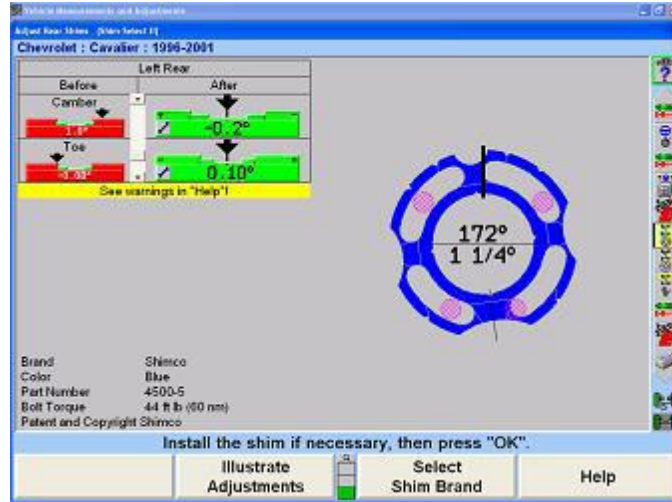 Vehicle Measurements and Adjustments
Adjust Rear Shims (Shim Select II)
Chevrolet : Cavalier : 1996-2001
Left Rear
Before After
Camber
1.0° -0.2°
Toe
0.10°
See warnings in "Help"!
172°
1 1/4°
Brand Shimco
Color Blue
Part Number 4500-5
Bolt Torque 44 ft lb (60 nm)
Patent and Copyright Shimco
Install the shim if necessary, then press "OK".
Illustrate Adjustments
Select Shim Brand
Help